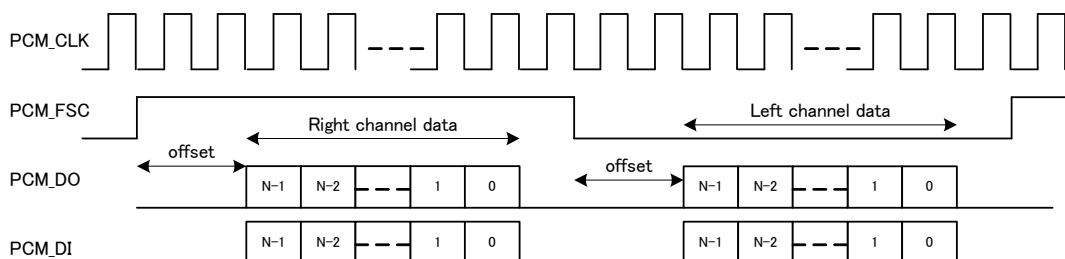 PCM_CLK
PCM_FSC
Right channel data
Left channel data
offset
offset
PCM_DO
N-1 N-2 1 0
N-1 N-2 1 0
PCM_DI
N-1 N-2 1 0
N-1 N-2 1 0